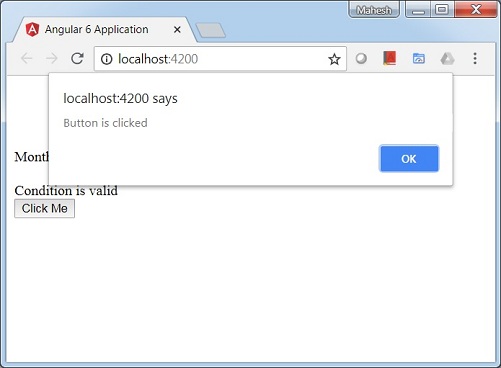 Mahesh
Angular 6 Application
localhost:4200
localhost:4200 says
Button is clicked
OK
Month
Condition is valid
Click Me